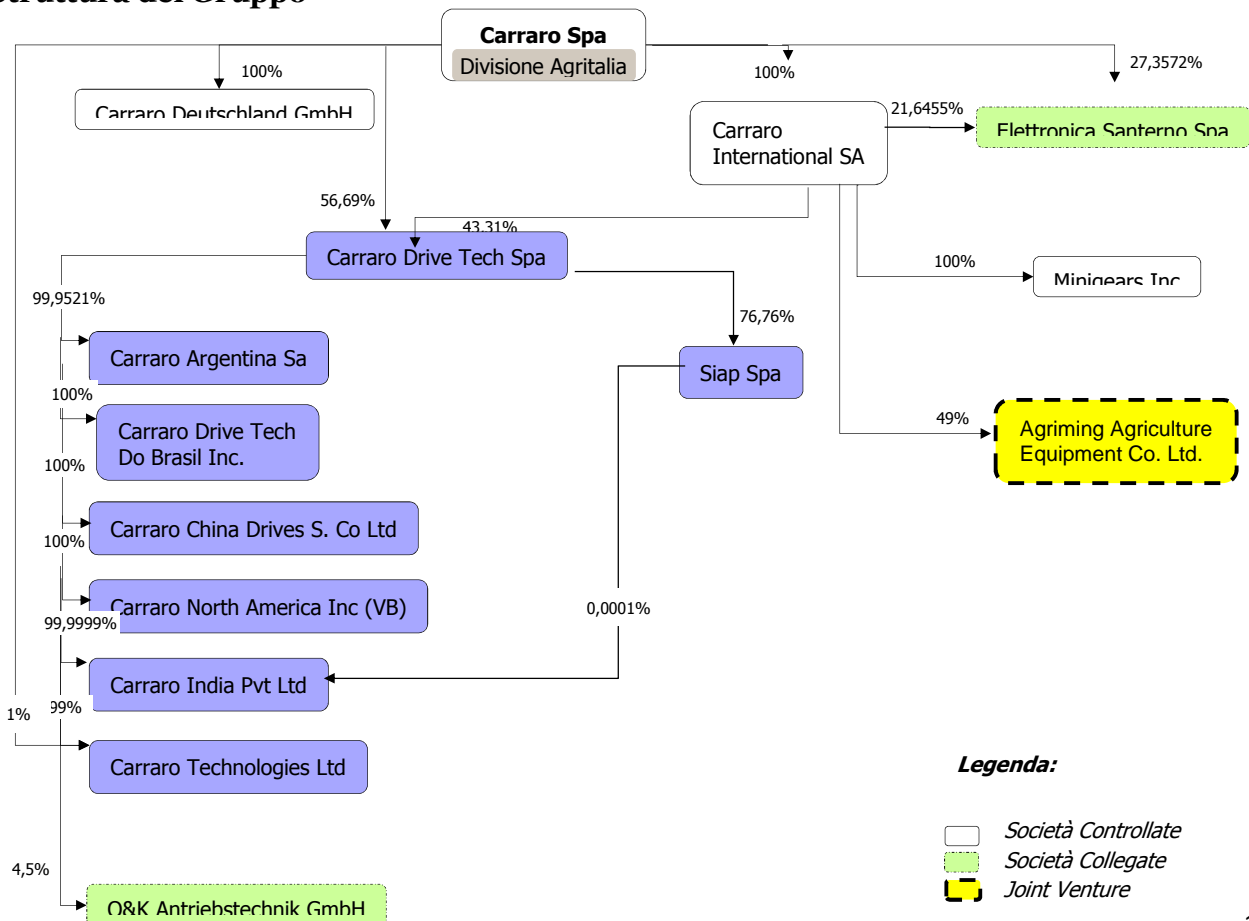 Struttura del Gruppo
Carraro Spa
Divisione Agritalia
100%
100%
27,3572%
Carraro Deutschland GmbH
21,6455%
Carraro
International SA
Elettronica Santerno Spa
56,69%
43,31%
Carraro Drive Tech Spa
100%
Minigears Inc
99,9521%
76,76%
Carraro Argentina Sa
Siap Spa
100%
49%
Agriming Agriculture
Equipment Co. Ltd.
Carraro Drive Tech
Do Brasil Inc.
100%
Carraro China Drives S. Co Ltd
100%
Carraro North America Inc (VB)
0,0001%
99,9999%
Carraro India Pvt Ltd
1%
99%
Carraro Technologies Ltd
Legenda:
Società Controllate
Società Collegate
Joint Venture
4,5%
O&K Antriebstechnik GmbH